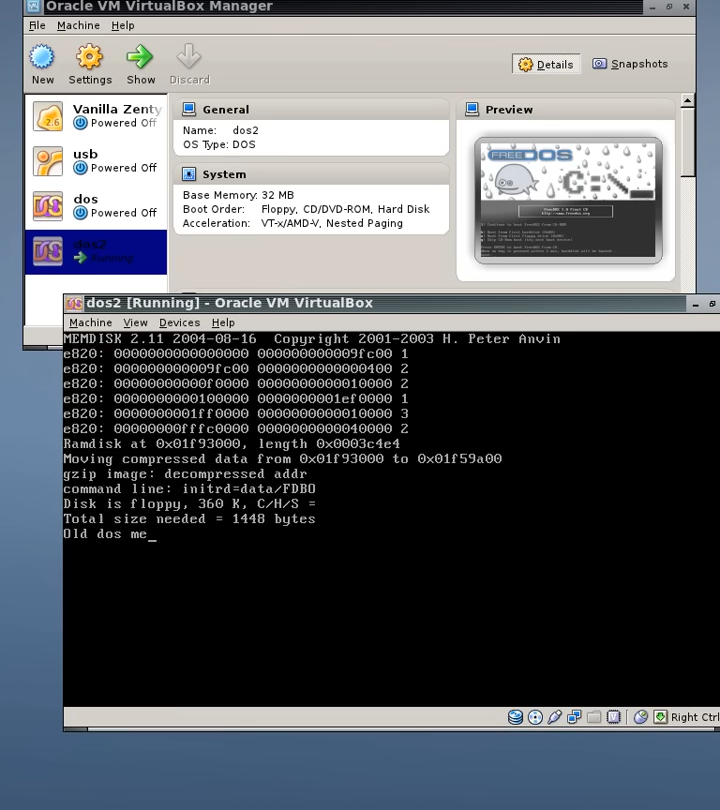 Oracle VM VirtualBox Manager
File Machine Help
New Settings Show Discard
Details Snapshots
Vanilla Zenty
2.6
Powered Off
usb
Powered Off
dos
Powered Off
dos2
Running
General
Name: dos2
OS Type: DOS
System
Base Memory: 32 MB
Boot Order: Floppy, CD/DVD-ROM, Hard Disk
Acceleration: VT-x/AMD-V, Nested Paging
Preview
FREEDOS
C:\_
dos2 [Running] - Oracle VM VirtualBox
Machine View Devices Help
MEMDISK 2.11 2004-08-16 Copyright 2001-2003 H. Peter Anvin
e820: 0000000000000000 000000000009fc00 1
e820: 000000000009fc00 0000000000000400 2
e820: 00000000000f0000 0000000000010000 2
e820: 0000000000100000 0000000001ef0000 1
e820: 0000000001ff0000 0000000000010000 3
e820: 00000000fffc0000 0000000000040000 2
Ramdisk at 0x01f93000, length 0x0003c4e4
Moving compressed data from 0x01f93000 to 0x01f59a00
gzip image: decompressed addr
command line: initrd=data/FDBO
Disk is floppy, 360 K, C/H/S =
Total size needed = 1448 bytes
Old dos me_
Right Ctrl